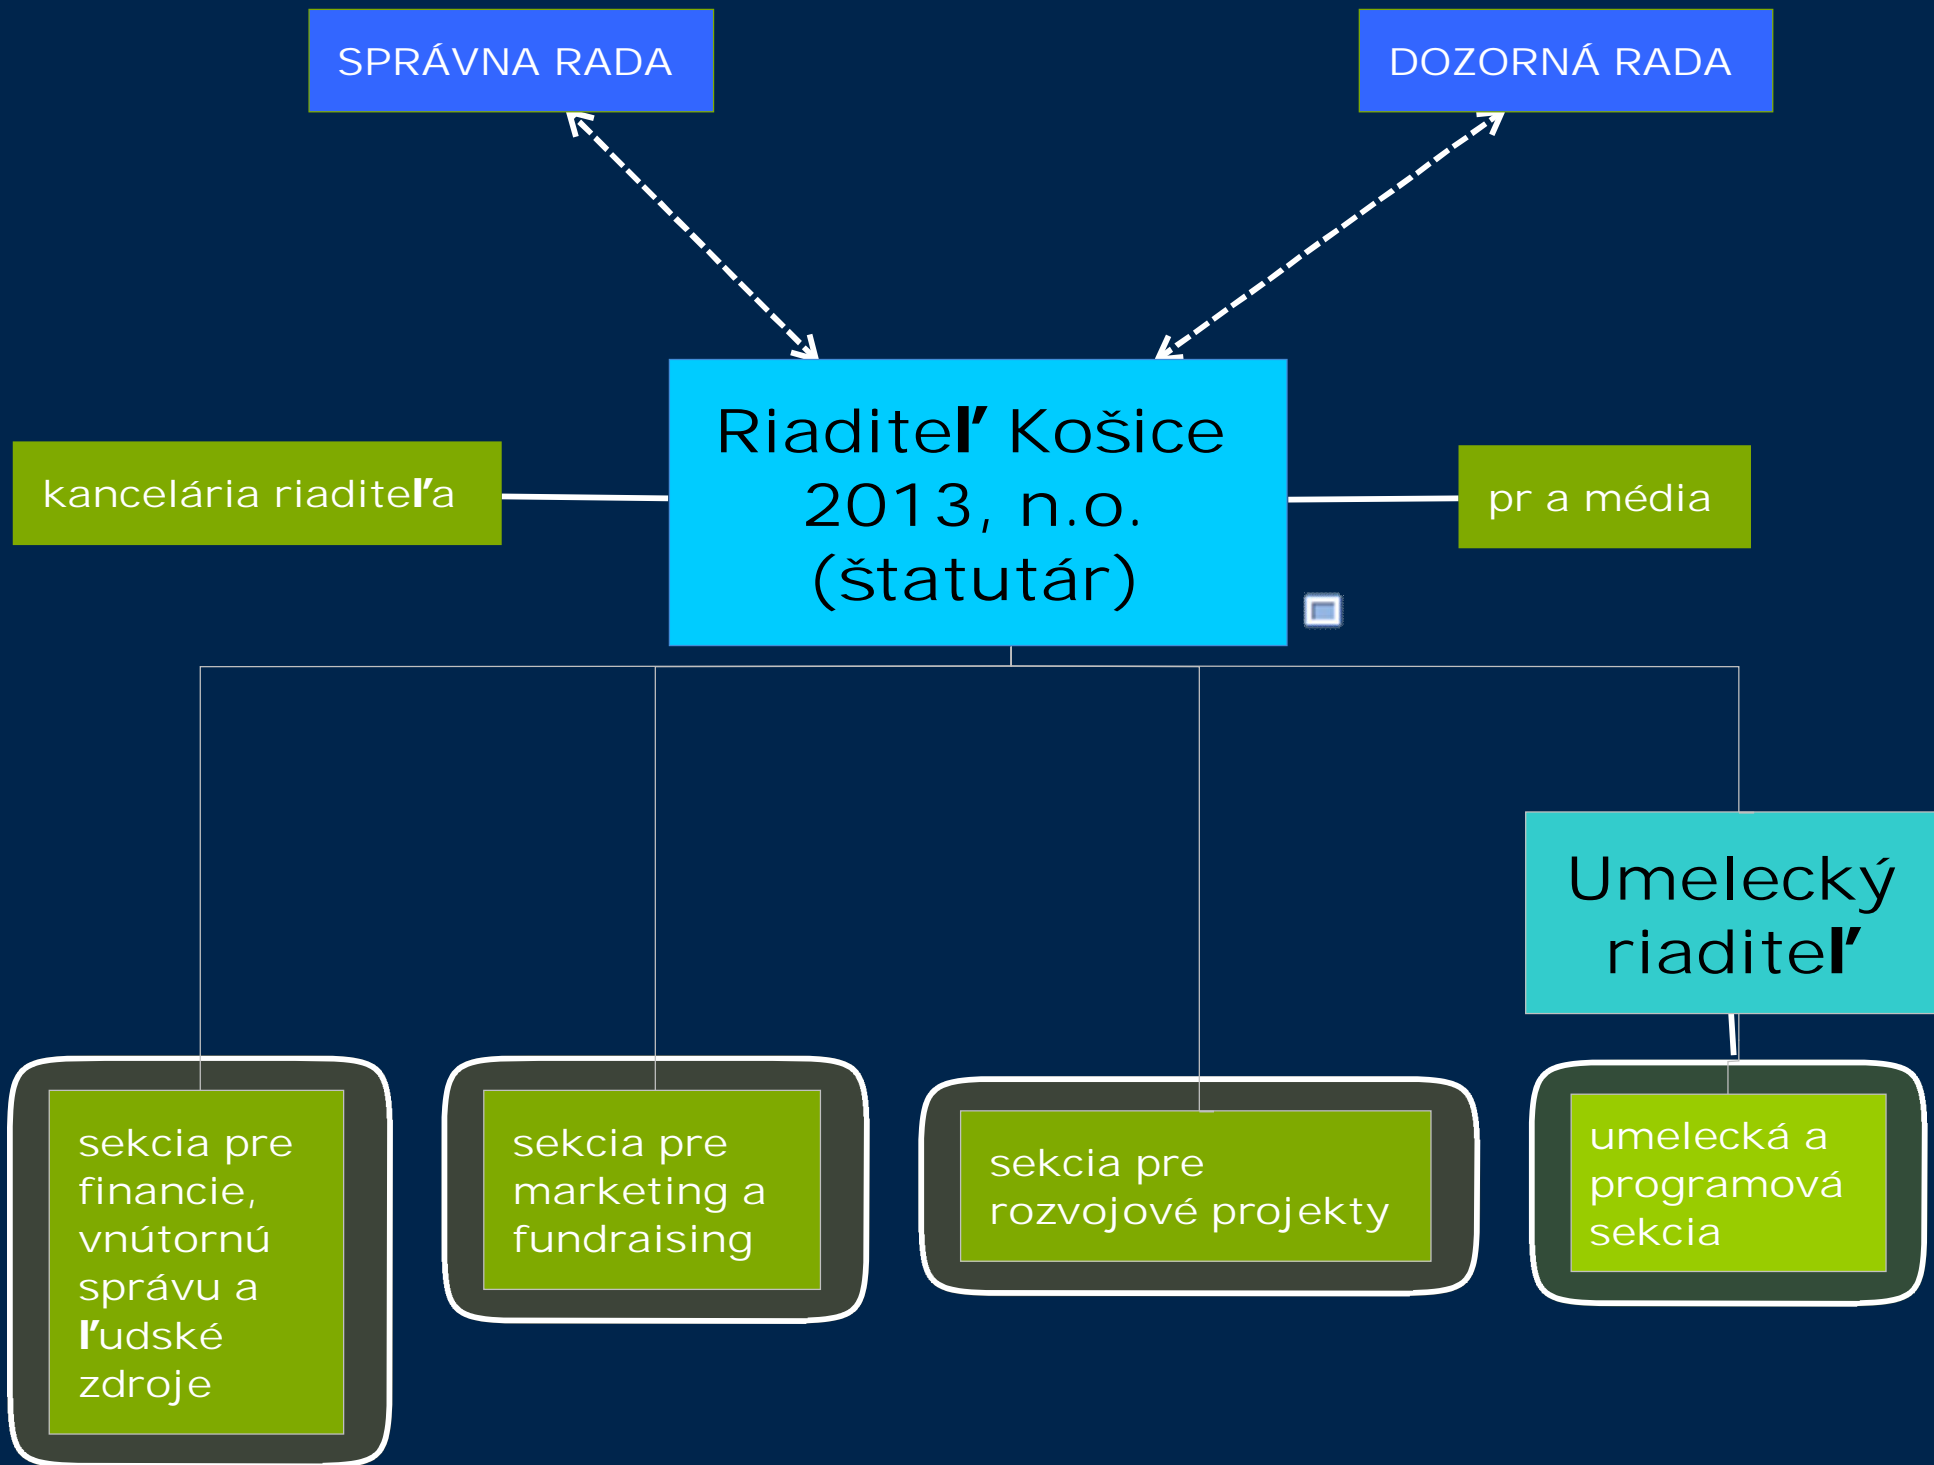 SPRÁVNA RADA
DOZORNÁ RADA
Riaditeľ Košice
2013, n.o.
(štatutár)
kancelária riaditeľa
pr a média
Umelecký
riaditeľ
sekcia pre
financie,
vnútornú
správu a
ľudské
zdroje
sekcia pre
marketing a
fundraising
sekcia pre
rozvojové projekty
umelecká a
programová
sekcia